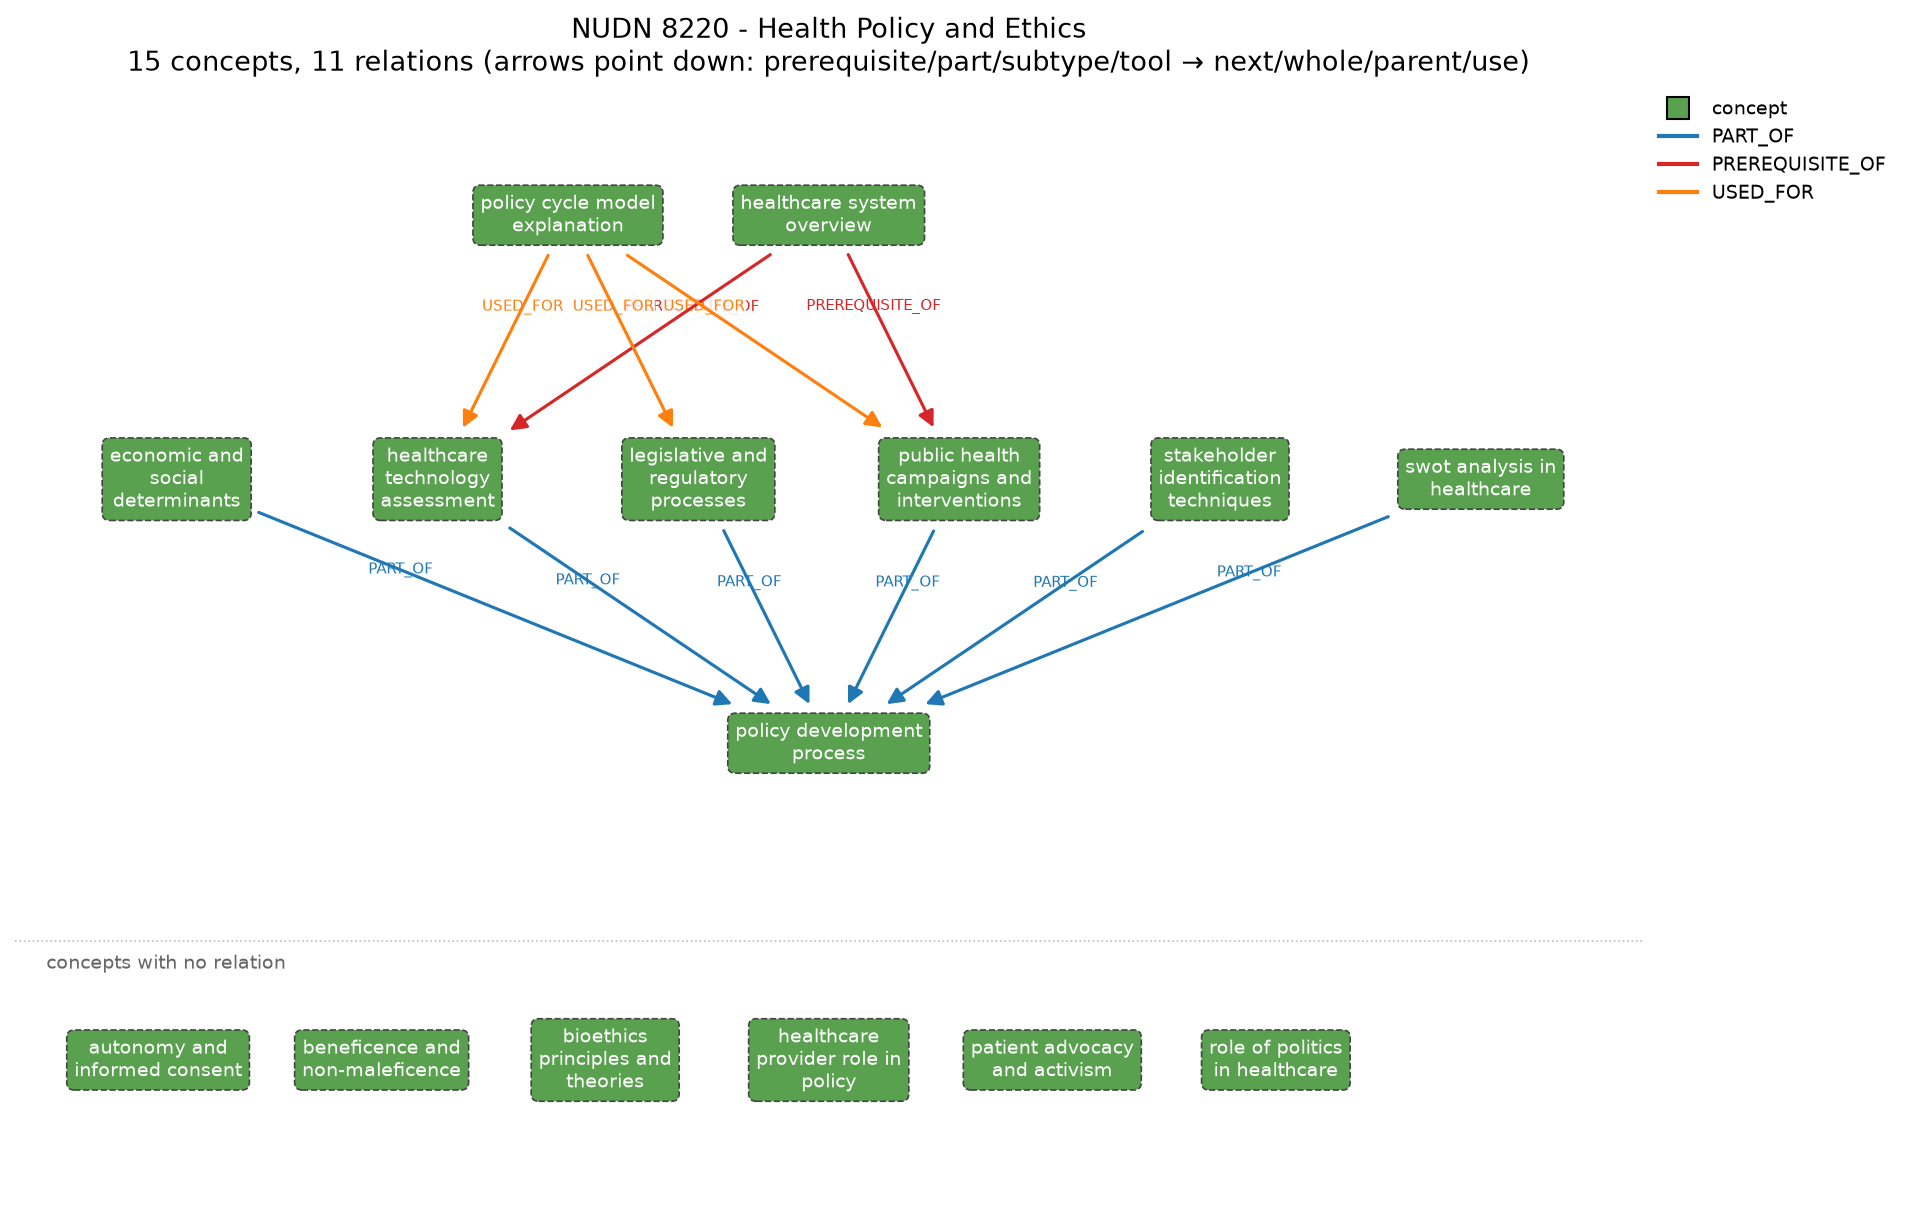 NUDN 8220 - Health Policy and Ethics
15 concepts, 11 relations (arrows point down: prerequisite/part/subtype/tool → next/whole/parent/use)
concept
PART_OF
PREREQUISITE_OF
USED_FOR
policy cycle model
explanation
healthcare system
overview
USED_FOR
USED_FOR
USED_FOR
PREREQUISITE_OF
economic and
social
determinants
healthcare
technology
assessment
legislative and
regulatory
processes
public health
campaigns and
interventions
stakeholder
identification
techniques
swot analysis in
healthcare
PART_OF
PART_OF
PART_OF
PART_OF
PART_OF
PART_OF
policy development
process
concepts with no relation
autonomy and
informed consent
beneficence and
non-maleficence
bioethics
principles and
theories
healthcare
provider role in
policy
patient advocacy
and activism
role of politics
in healthcare